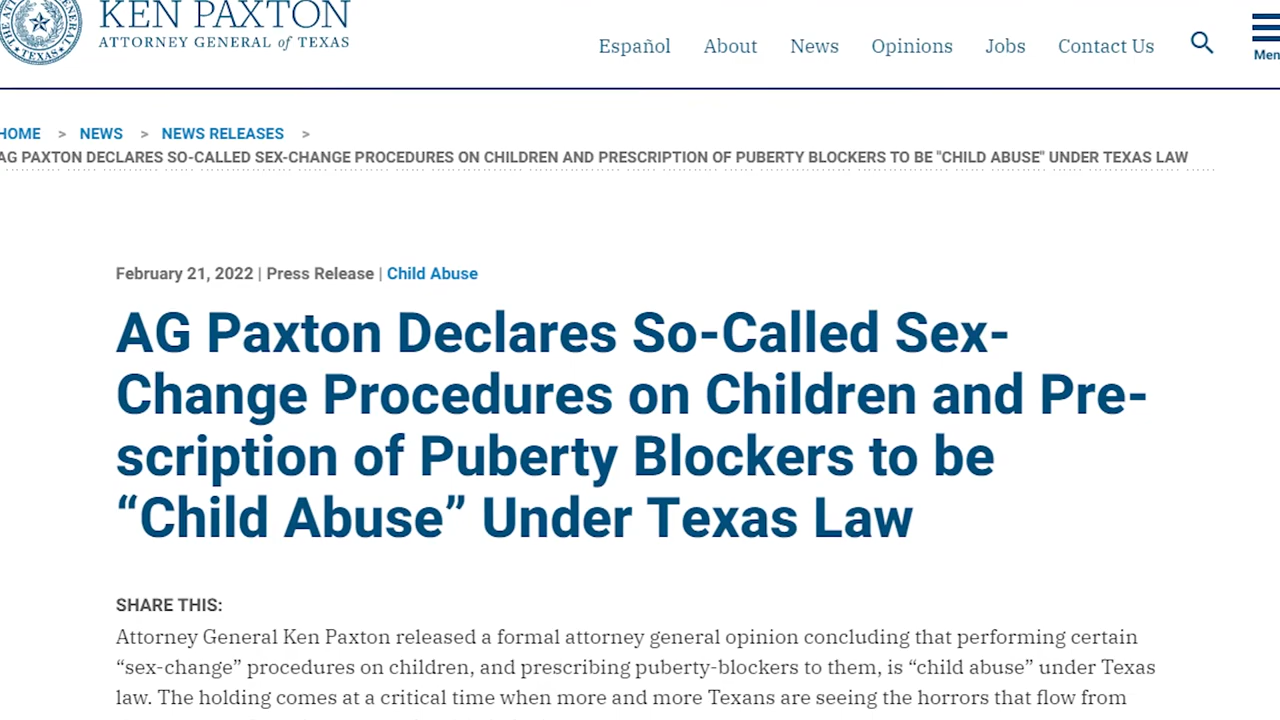 KEN PAXTON
ATTORNEY GENERAL of TEXAS
Español About News Opinions Jobs Contact Us
HOME > NEWS > NEWS RELEASES >
AG PAXTON DECLARES SO-CALLED SEX-CHANGE PROCEDURES ON CHILDREN AND PRESCRIPTION OF PUBERTY BLOCKERS TO BE "CHILD ABUSE" UNDER TEXAS LAW
February 21, 2022 | Press Release | Child Abuse
AG Paxton Declares So-Called Sex-
Change Procedures on Children and Pre-
scription of Puberty Blockers to be
“Child Abuse” Under Texas Law
SHARE THIS:
Attorney General Ken Paxton released a formal attorney general opinion concluding that performing certain
“sex-change” procedures on children, and prescribing puberty-blockers to them, is “child abuse” under Texas
law. The holding comes at a critical time when more and more Texans are seeing the horrors that flow from